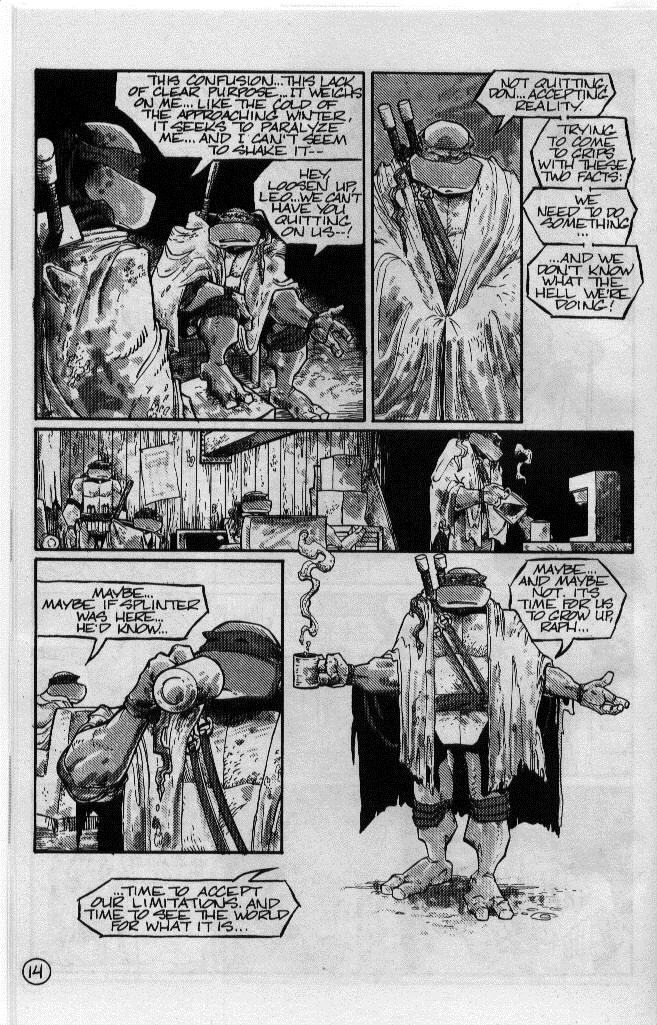 THIS CONFUSION...THIS LACK
OF CLEAR PURPOSE...IT WEIGHS
ON ME... LIKE THE COLD OF
THE APPROACHING WINTER,
IT SEEKS TO PARALYZE
ME... AND I CAN'T SEEM
TO SHAKE IT--
HEY,
LOOSEN UP,
LEO...WE CAN'T
HAVE YOU
QUITTING
ON US--!
NOT QUITTING,
DON... ACCEPTING
REALITY.
TRYING
TO COME
TO GRIPS
WITH THESE
TWO FACTS:
WE
NEED TO DO
SOMETHING
...
...AND WE
DON'T KNOW
WHAT THE
HELL WE'RE
DOING!
MAYBE...
MAYBE IF SPLINTER
WAS HERE...
HE'D KNOW...
MAYBE...
AND MAYBE
NOT. IT'S
TIME FOR US
TO GROW UP,
RAPH...
...TIME TO ACCEPT
OUR LIMITATIONS. AND
TIME TO SEE THE WORLD
FOR WHAT IT IS...
14